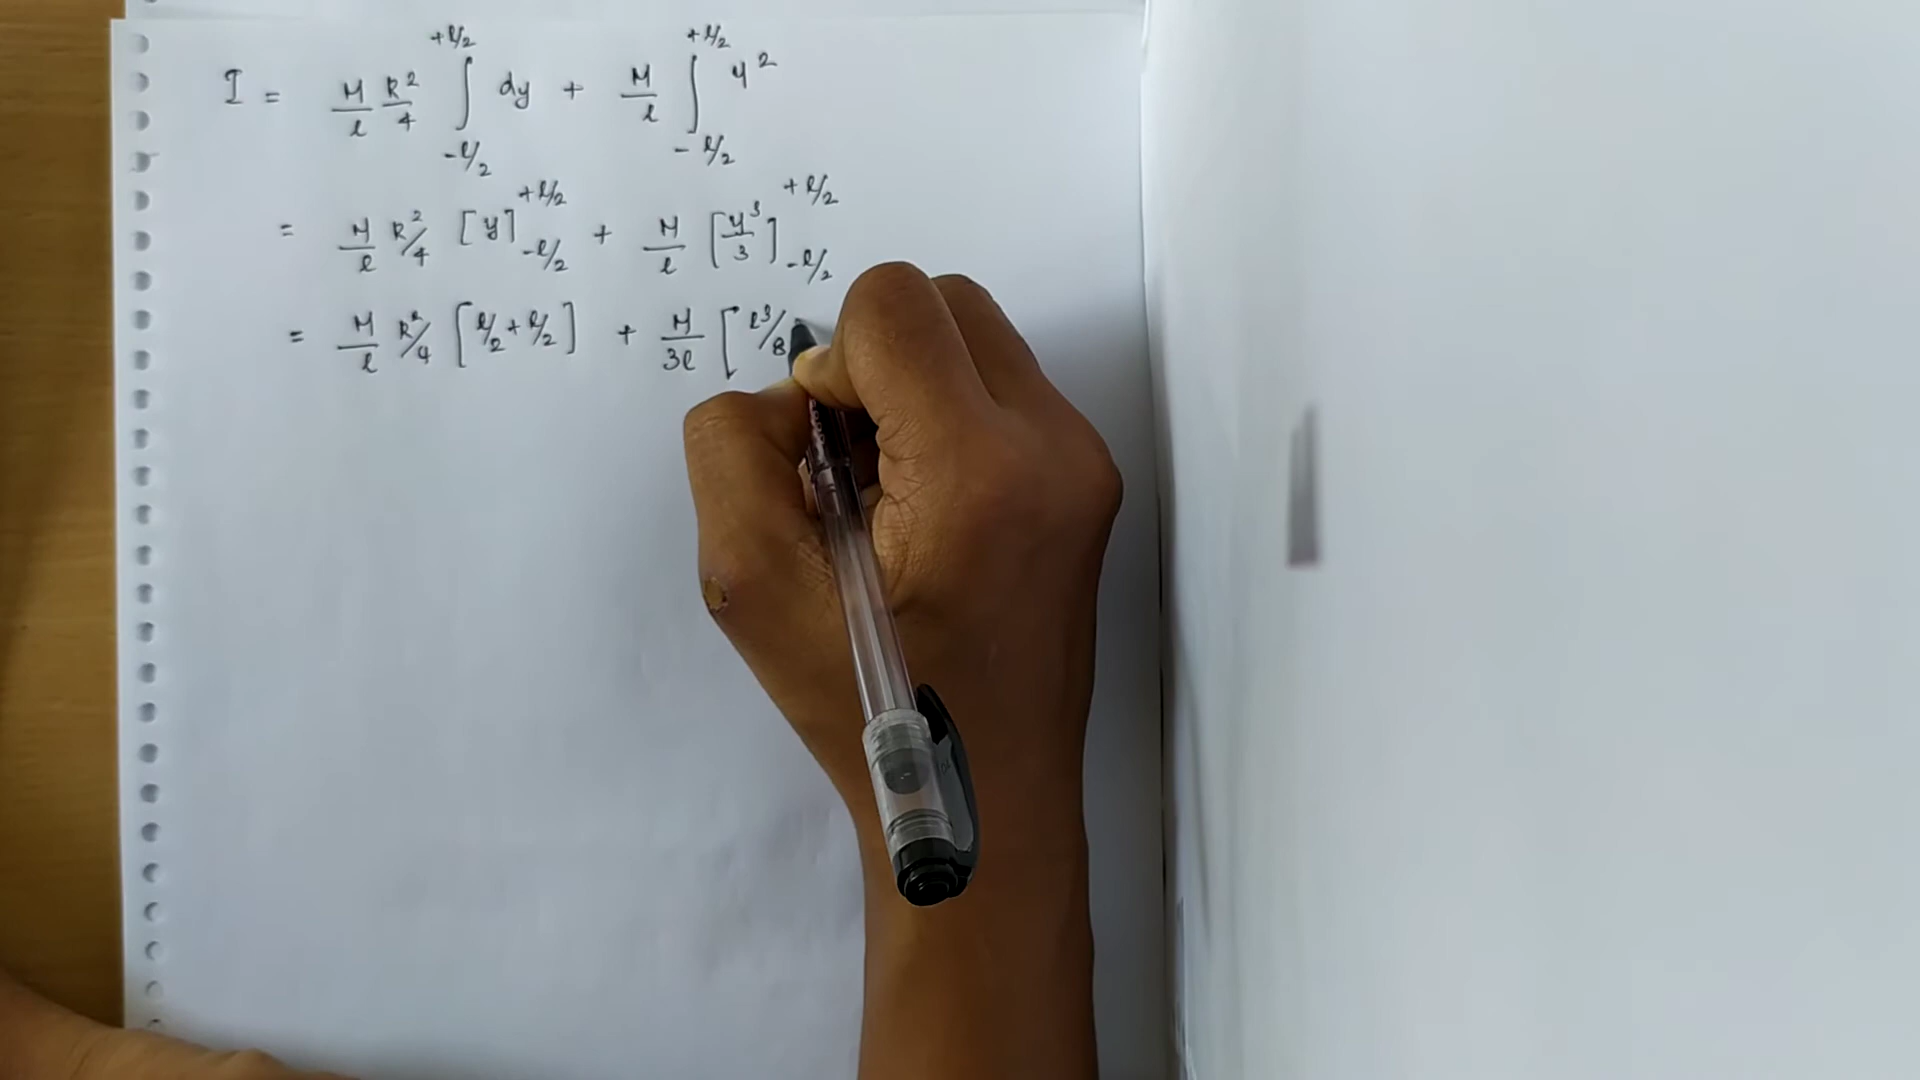 I = M/l R²/4 ∫_{-l/2}^{+l/2} dy + M/l ∫_{-l/2}^{+l/2} y²
= M/l R²/4 [y]_{-l/2}^{+l/2} + M/l [y³/3]_{-l/2}^{+l/2}
= M/l R²/4 [l/2 + l/2] + M/3l [l³/8